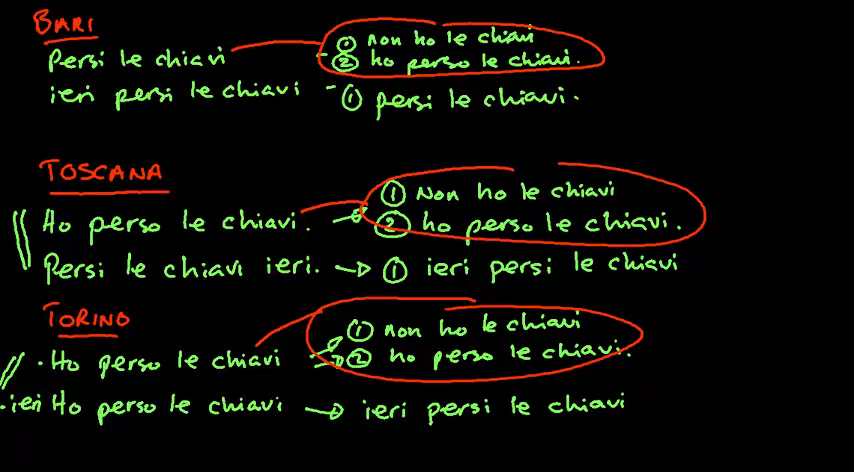 BARI
Persi le chiavi - ① non ho le chiavi
② ho perso le chiavi.
ieri persi le chiavi - ① persi le chiavi.
TOSCANA
① Non ho le chiavi
Ho perso le chiavi. → ② ho perso le chiavi.
Persi le chiavi ieri. → ① ieri persi le chiavi
TORINO
① non ho le chiavi
· Ho perso le chiavi → ② ho perso le chiavi.
· ieri Ho perso le chiavi → ieri persi le chiavi